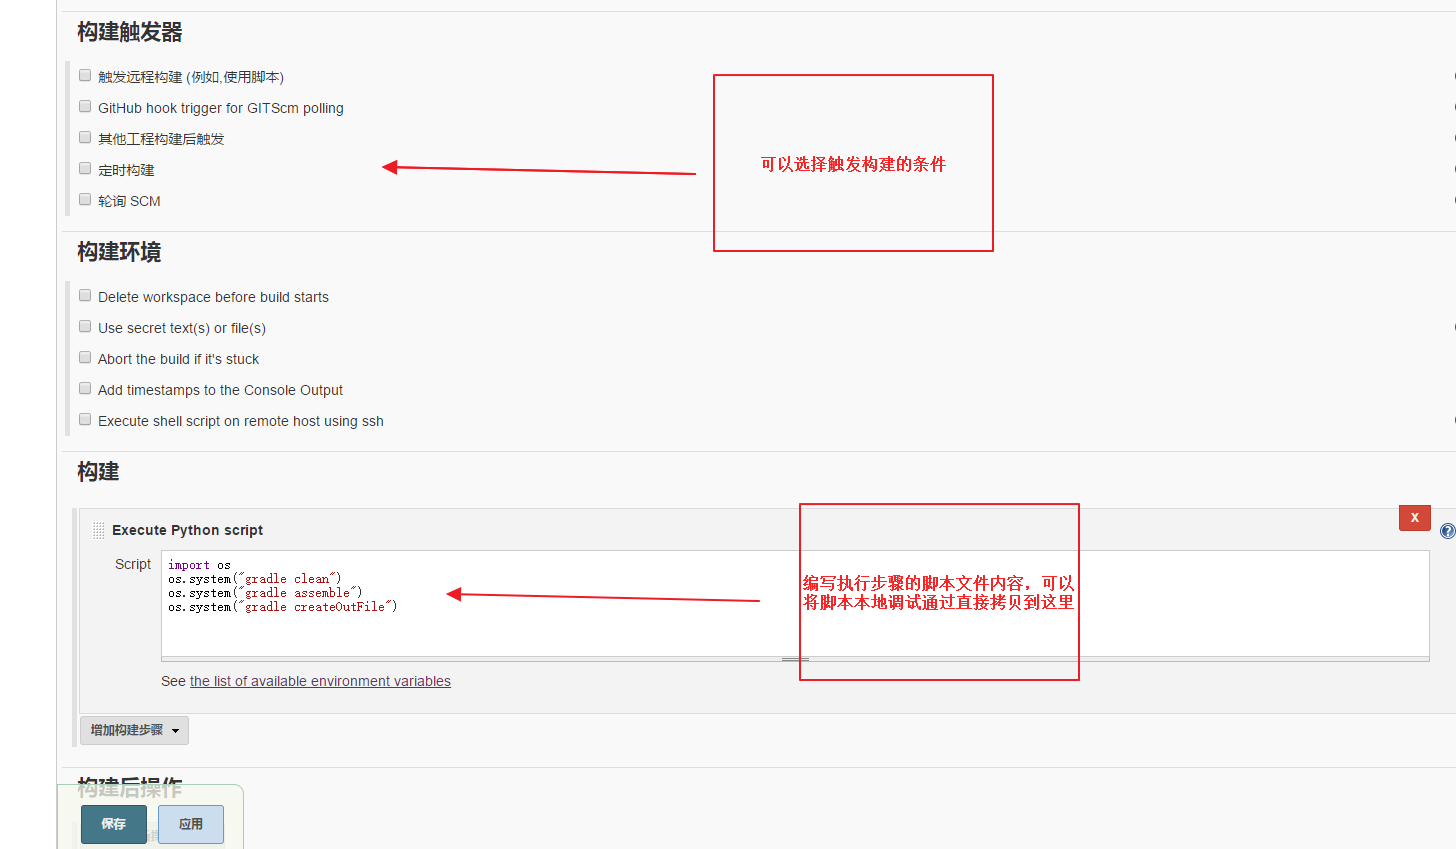 构建触发器
触发远程构建 (例如,使用脚本)
GitHub hook trigger for GITScm polling
其他工程构建后触发
定时构建
轮询 SCM
可以选择触发构建的条件
构建环境
Delete workspace before build starts
Use secret text(s) or file(s)
Abort the build if it's stuck
Add timestamps to the Console Output
Execute shell script on remote host using ssh
构建
X
Execute Python script
?
Script
import os
os.system("gradle clean")
os.system("gradle assemble")
os.system("gradle createOutFile")
编写执行步骤的脚本文件内容，可以
将脚本本地调试通过直接拷贝到这里
See the list of available environment variables
增加构建步骤
构建后操作
保存
应用